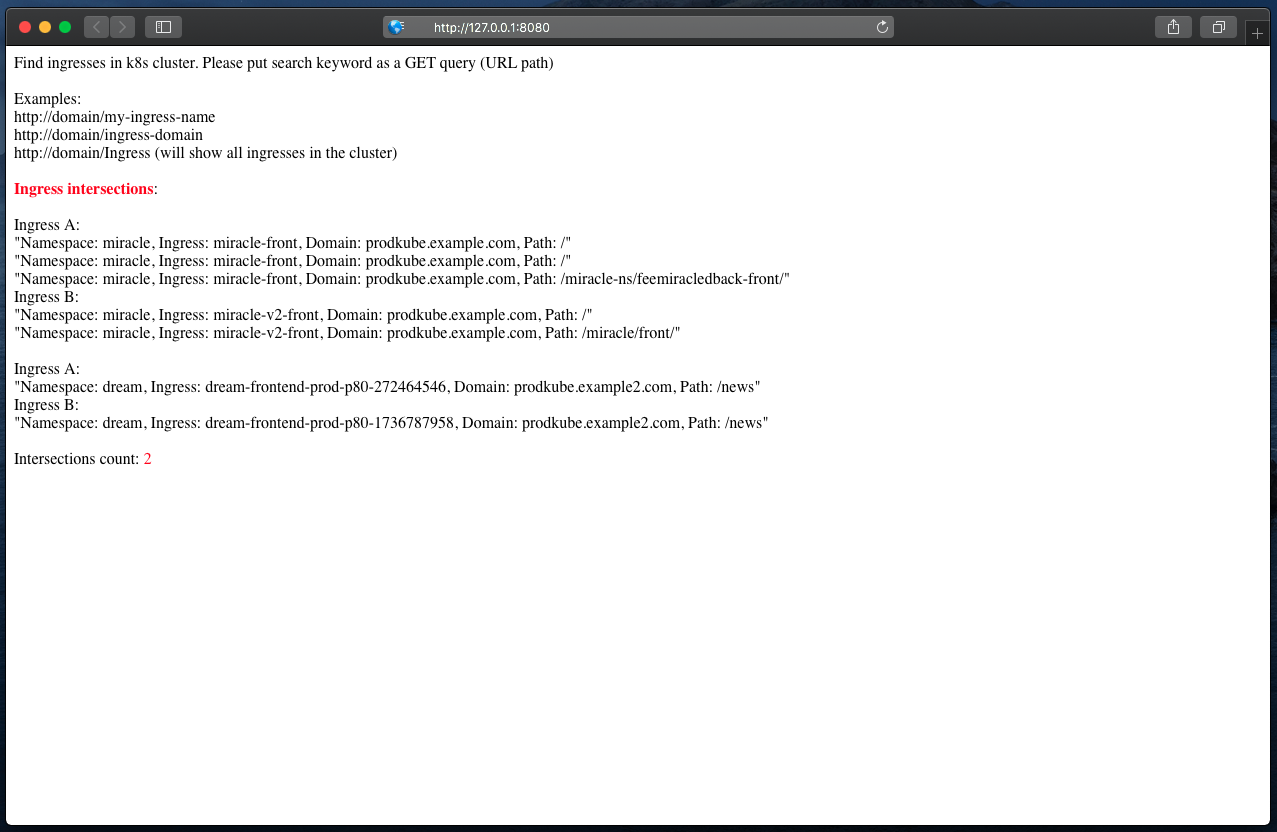 http://127.0.0.1:8080
Find ingresses in k8s cluster. Please put search keyword as a GET query (URL path)
Examples:
http://domain/my-ingress-name
http://domain/ingress-domain
http://domain/Ingress (will show all ingresses in the cluster)
Ingress intersections:
Ingress A:
"Namespace: miracle, Ingress: miracle-front, Domain: prodkube.example.com, Path: /"
"Namespace: miracle, Ingress: miracle-front, Domain: prodkube.example.com, Path: /"
"Namespace: miracle, Ingress: miracle-front, Domain: prodkube.example.com, Path: /miracle-ns/feemiracledback-front/"
Ingress B:
"Namespace: miracle, Ingress: miracle-v2-front, Domain: prodkube.example.com, Path: /"
"Namespace: miracle, Ingress: miracle-v2-front, Domain: prodkube.example.com, Path: /miracle/front/"
Ingress A:
"Namespace: dream, Ingress: dream-frontend-prod-p80-272464546, Domain: prodkube.example2.com, Path: /news"
Ingress B:
"Namespace: dream, Ingress: dream-frontend-prod-p80-1736787958, Domain: prodkube.example2.com, Path: /news"
Intersections count: 2